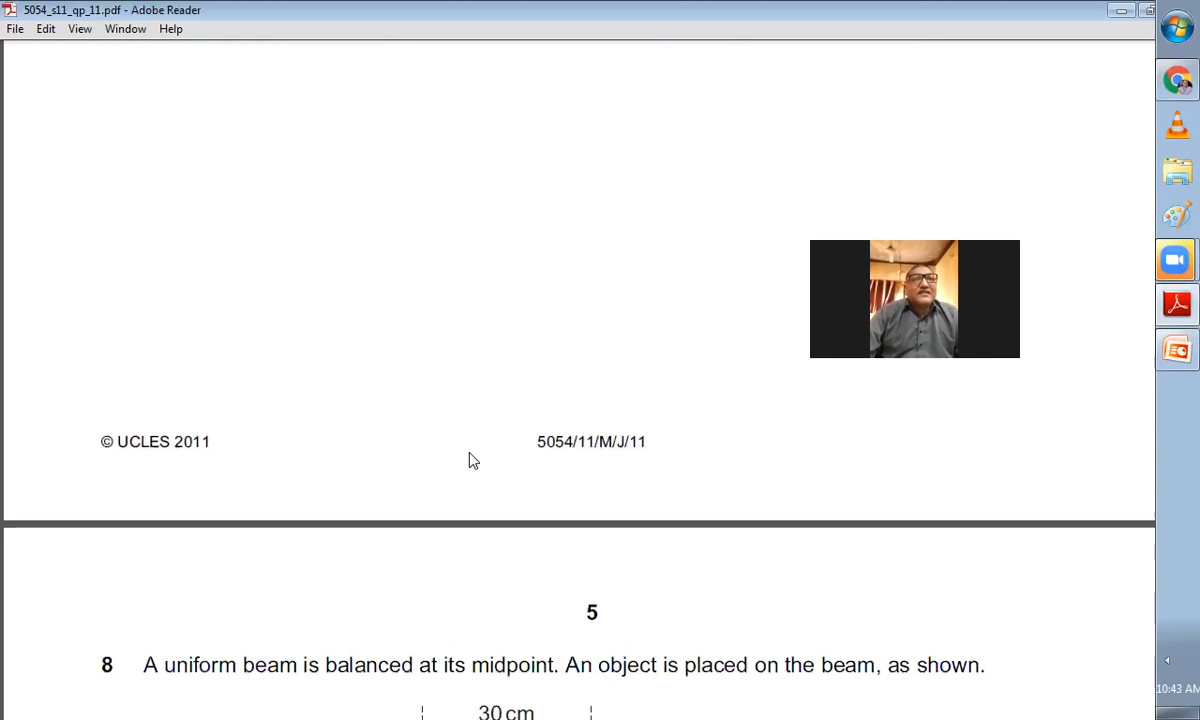 5054_s11_qp_11.pdf - Adobe Reader
File Edit View Window Help
© UCLES 2011 5054/11/M/J/11
5
8 A uniform beam is balanced at its midpoint. An object is placed on the beam, as shown.
30 cm
10:43 AM